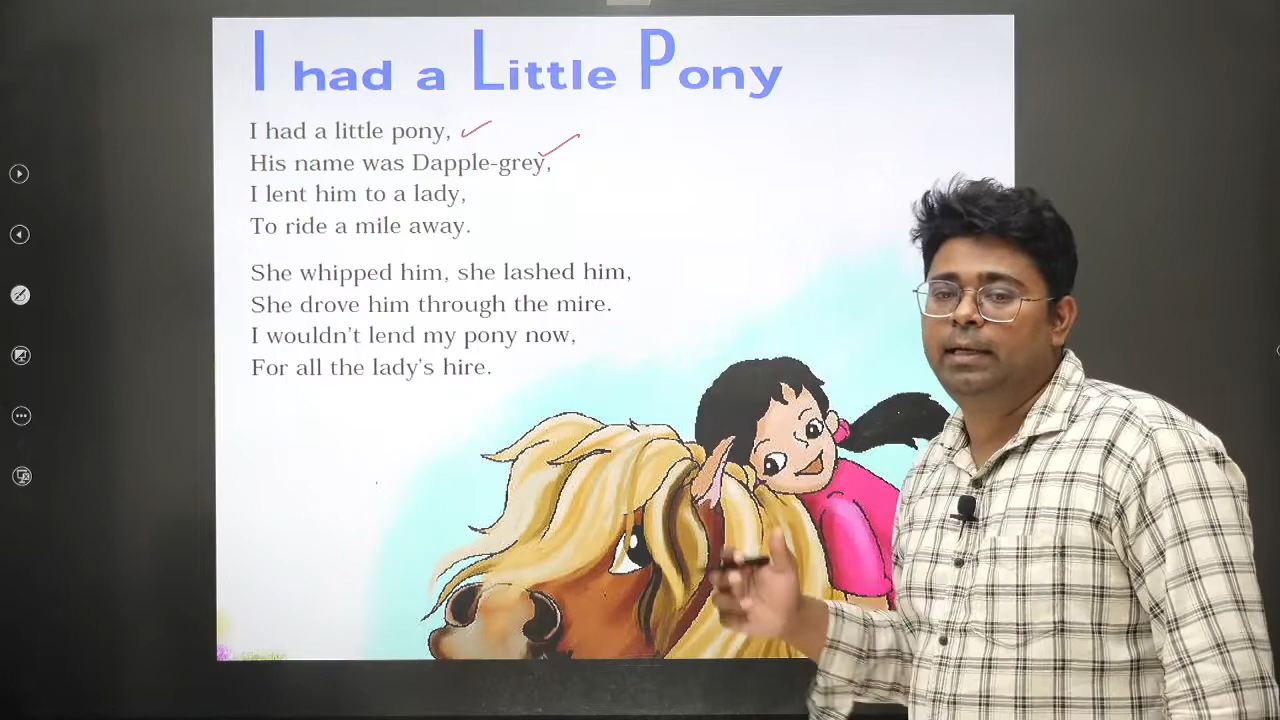 I had a Little Pony
I had a little pony,
His name was Dapple-grey,
I lent him to a lady,
To ride a mile away.
She whipped him, she lashed him,
She drove him through the mire.
I wouldn't lend my pony now,
For all the lady's hire.